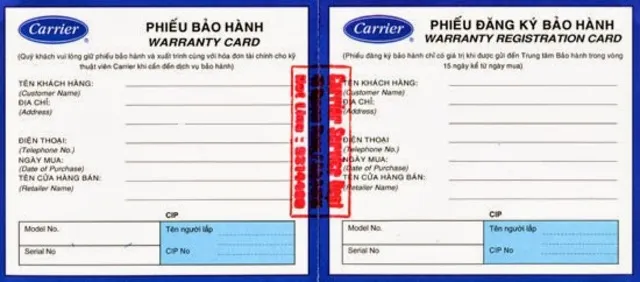 Carrier
PHIẾU BẢO HÀNH
WARRANTY CARD
(Quý khách vui lòng giữ phiếu bảo hành và xuất trình cùng với hóa đơn tài chính cho kỹ
thuật viên Carrier khi cần đến dịch vụ bảo hành)
TÊN KHÁCH HÀNG:
(Customer Name)
ĐỊA CHỈ:
(Address)
ĐIỆN THOẠI:
(Telephone No.)
NGÀY MUA:
(Date of Purchase)
TÊN CỬA HÀNG BÁN:
(Retailer Name)
CIP
Model No.
Tên người lắp
Serial No
CIP No
Carrier
PHIẾU ĐĂNG KÝ BẢO HÀNH
WARRANTY REGISTRATION CARD
(Phiếu đăng ký bảo hành chỉ có giá trị khi được gửi đến Trung tâm Bảo hành trong vòng
15 ngày kể từ ngày mua)
TÊN KHÁCH HÀNG:
(Customer Name)
ĐỊA CHỈ:
(Address)
ĐIỆN THOẠI
(Telephone No.)
NGÀY MUA:
(Date of Purchase)
TÊN CỬA HÀNG BÁN:
(Retailer Name)
CIP
Model No.
Tên người lắp
Serial No
CIP No
Carrier Service
Hot Line :